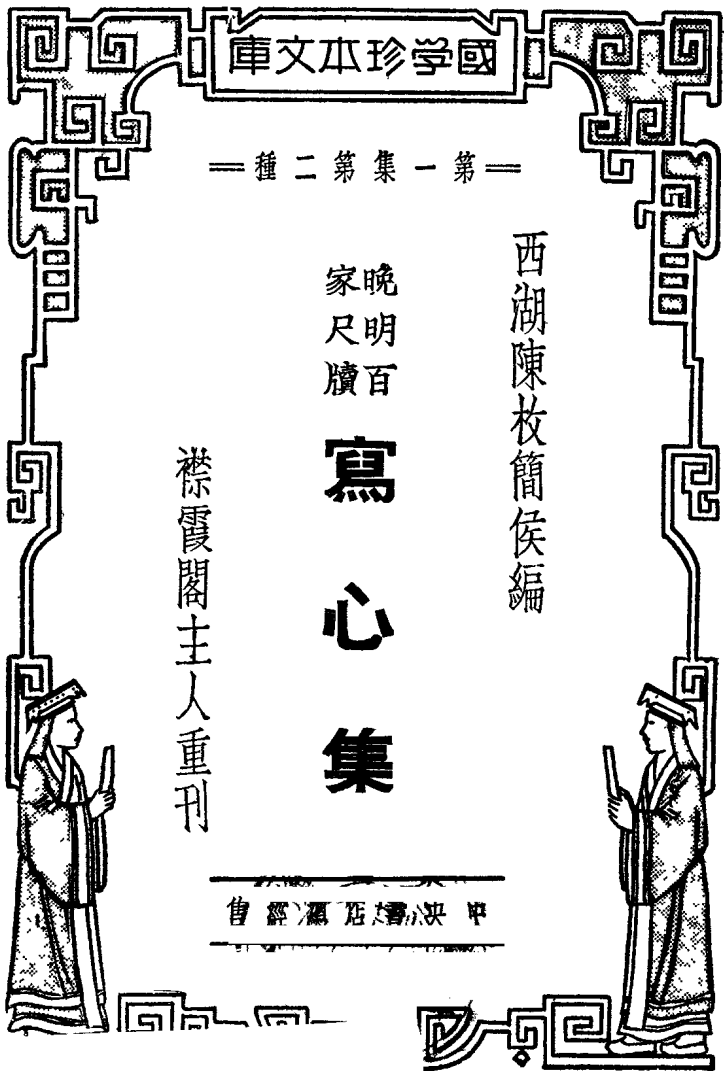 國学珍本文庫
第一集第二種
西湖陳枚簡侯編
晚明百
家尺牘
寫心集
襟霞閣主人重刊
中央書店總經售